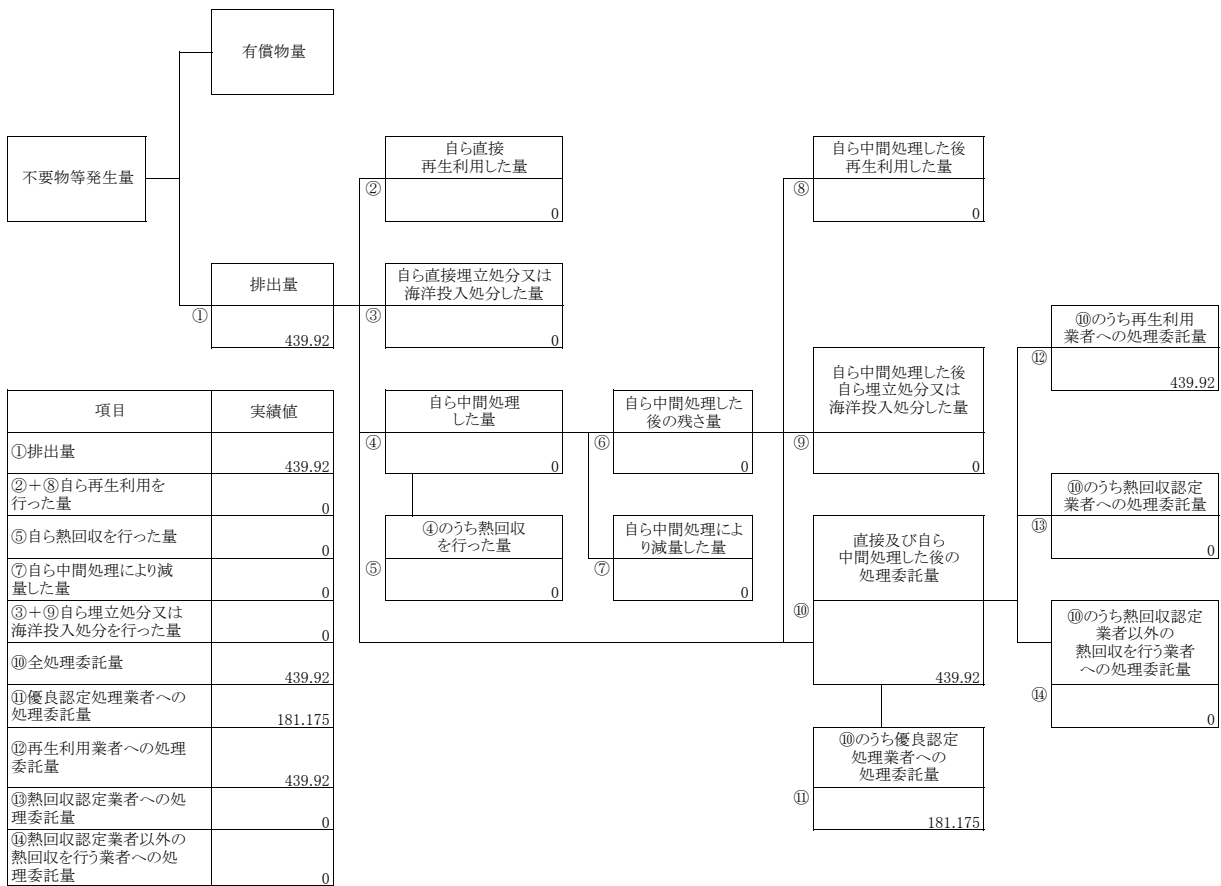 有償物量
不要物等発生量
自ら直接
再生利用した量
②
0
自ら中間処理した後
再生利用した量
⑧
0
排出量
①
439.92
自ら直接埋立処分又は
海洋投入処分した量
③
0
⑩のうち再生利用
業者への処理委託量
⑫
439.92
自ら中間処理
した量
④
0
自ら中間処理した
後の残さ量
⑥
0
自ら中間処理した後
自ら埋立処分又は
海洋投入処分した量
⑨
0
⑩のうち熱回収認定
業者への処理委託量
⑬
0
④のうち熱回収
を行った量
⑤
0
自ら中間処理によ
り減量した量
⑦
0
直接及び自ら
中間処理した後の
処理委託量
⑩
439.92
⑩のうち熱回収認定
業者以外の
熱回収を行う業者
への処理委託量
⑭
0
⑩のうち優良認定
処理業者への
処理委託量
⑪
181.175
項目 実績値
①排出量
439.92
②＋⑧自ら再生利用を
行った量
0
⑤自ら熱回収を行った量
0
⑦自ら中間処理により減
量した量
0
③＋⑨自ら埋立処分又は
海洋投入処分を行った量
0
⑩全処理委託量
439.92
⑪優良認定処理業者への
処理委託量
181.175
⑫再生利用業者への処理
委託量
439.92
⑬熱回収認定業者への処
理委託量
0
⑭熱回収認定業者以外の
熱回収を行う業者への処
理委託量
0